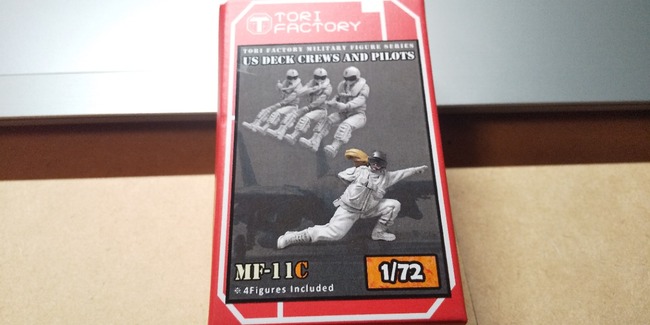 TORI
FACTORY
TORI FACTORY MILITARY FIGURE SERIES
US DECK CREWS AND PILOTS
MF-11C
1/72
※ 4Figures Included